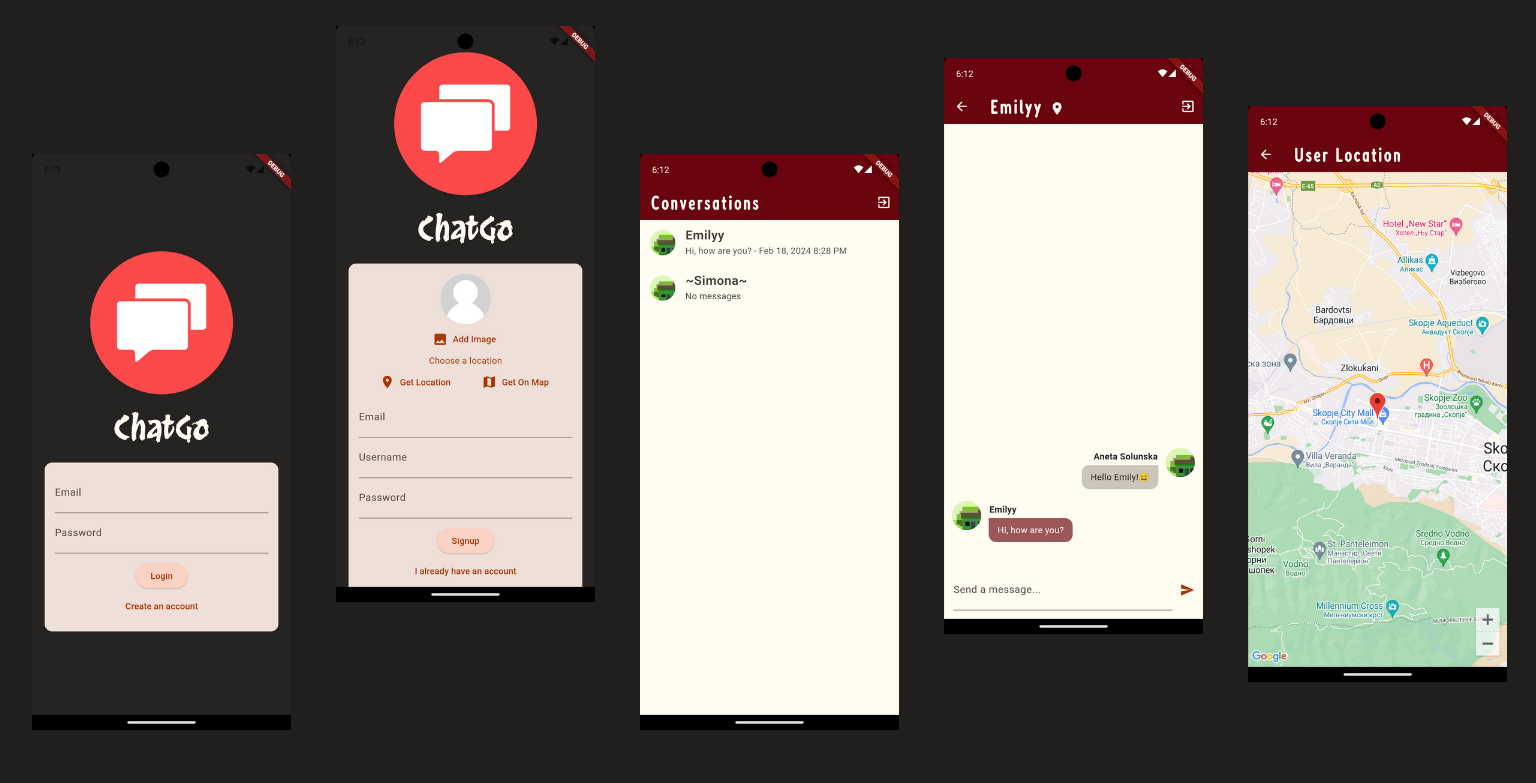 6:11
DEBUG
ChatGo
Email
Password
Login
Create an account
6:12
DEBUG
ChatGo
Add Image
Choose a location
Get Location
Get On Map
Email
Username
Password
Signup
I already have an account
6:12
DEBUG
Conversations
Emilyy
Hi, how are you? - Feb 18, 2024 8:28 PM
~Simona~
No messages
6:12
DEBUG
Emilyy
Aneta Solunska
Hello Emily!😅
Emilyy
Hi, how are you?
Send a message...
6:12
DEBUG
User Location
E-65
A2
Hotel „New Star"
Хотел „Њу Стар"
Allikas
Аликас
Vizbegovo
Визбегово
Bardovtsi
Бардовци
Skopje Aqueduct
Аквадукт Скопје
ска зона
Zlokuḱani
H
Skopje Zoo
Зоолошка
градина „Скопје"
Skopje City Mall
Скопје Сити Мол
Sko
Ско
Villa Veranda
Вила „Веранда"
Gorni
shopek
орни
шопек
St. Panteleimon
Манастир „Свети
Пантелејмон"
Sredno Vodno
Средно Водно
Vodno
Водно
Millennium Cross
Милениумски крст
+
−
Google